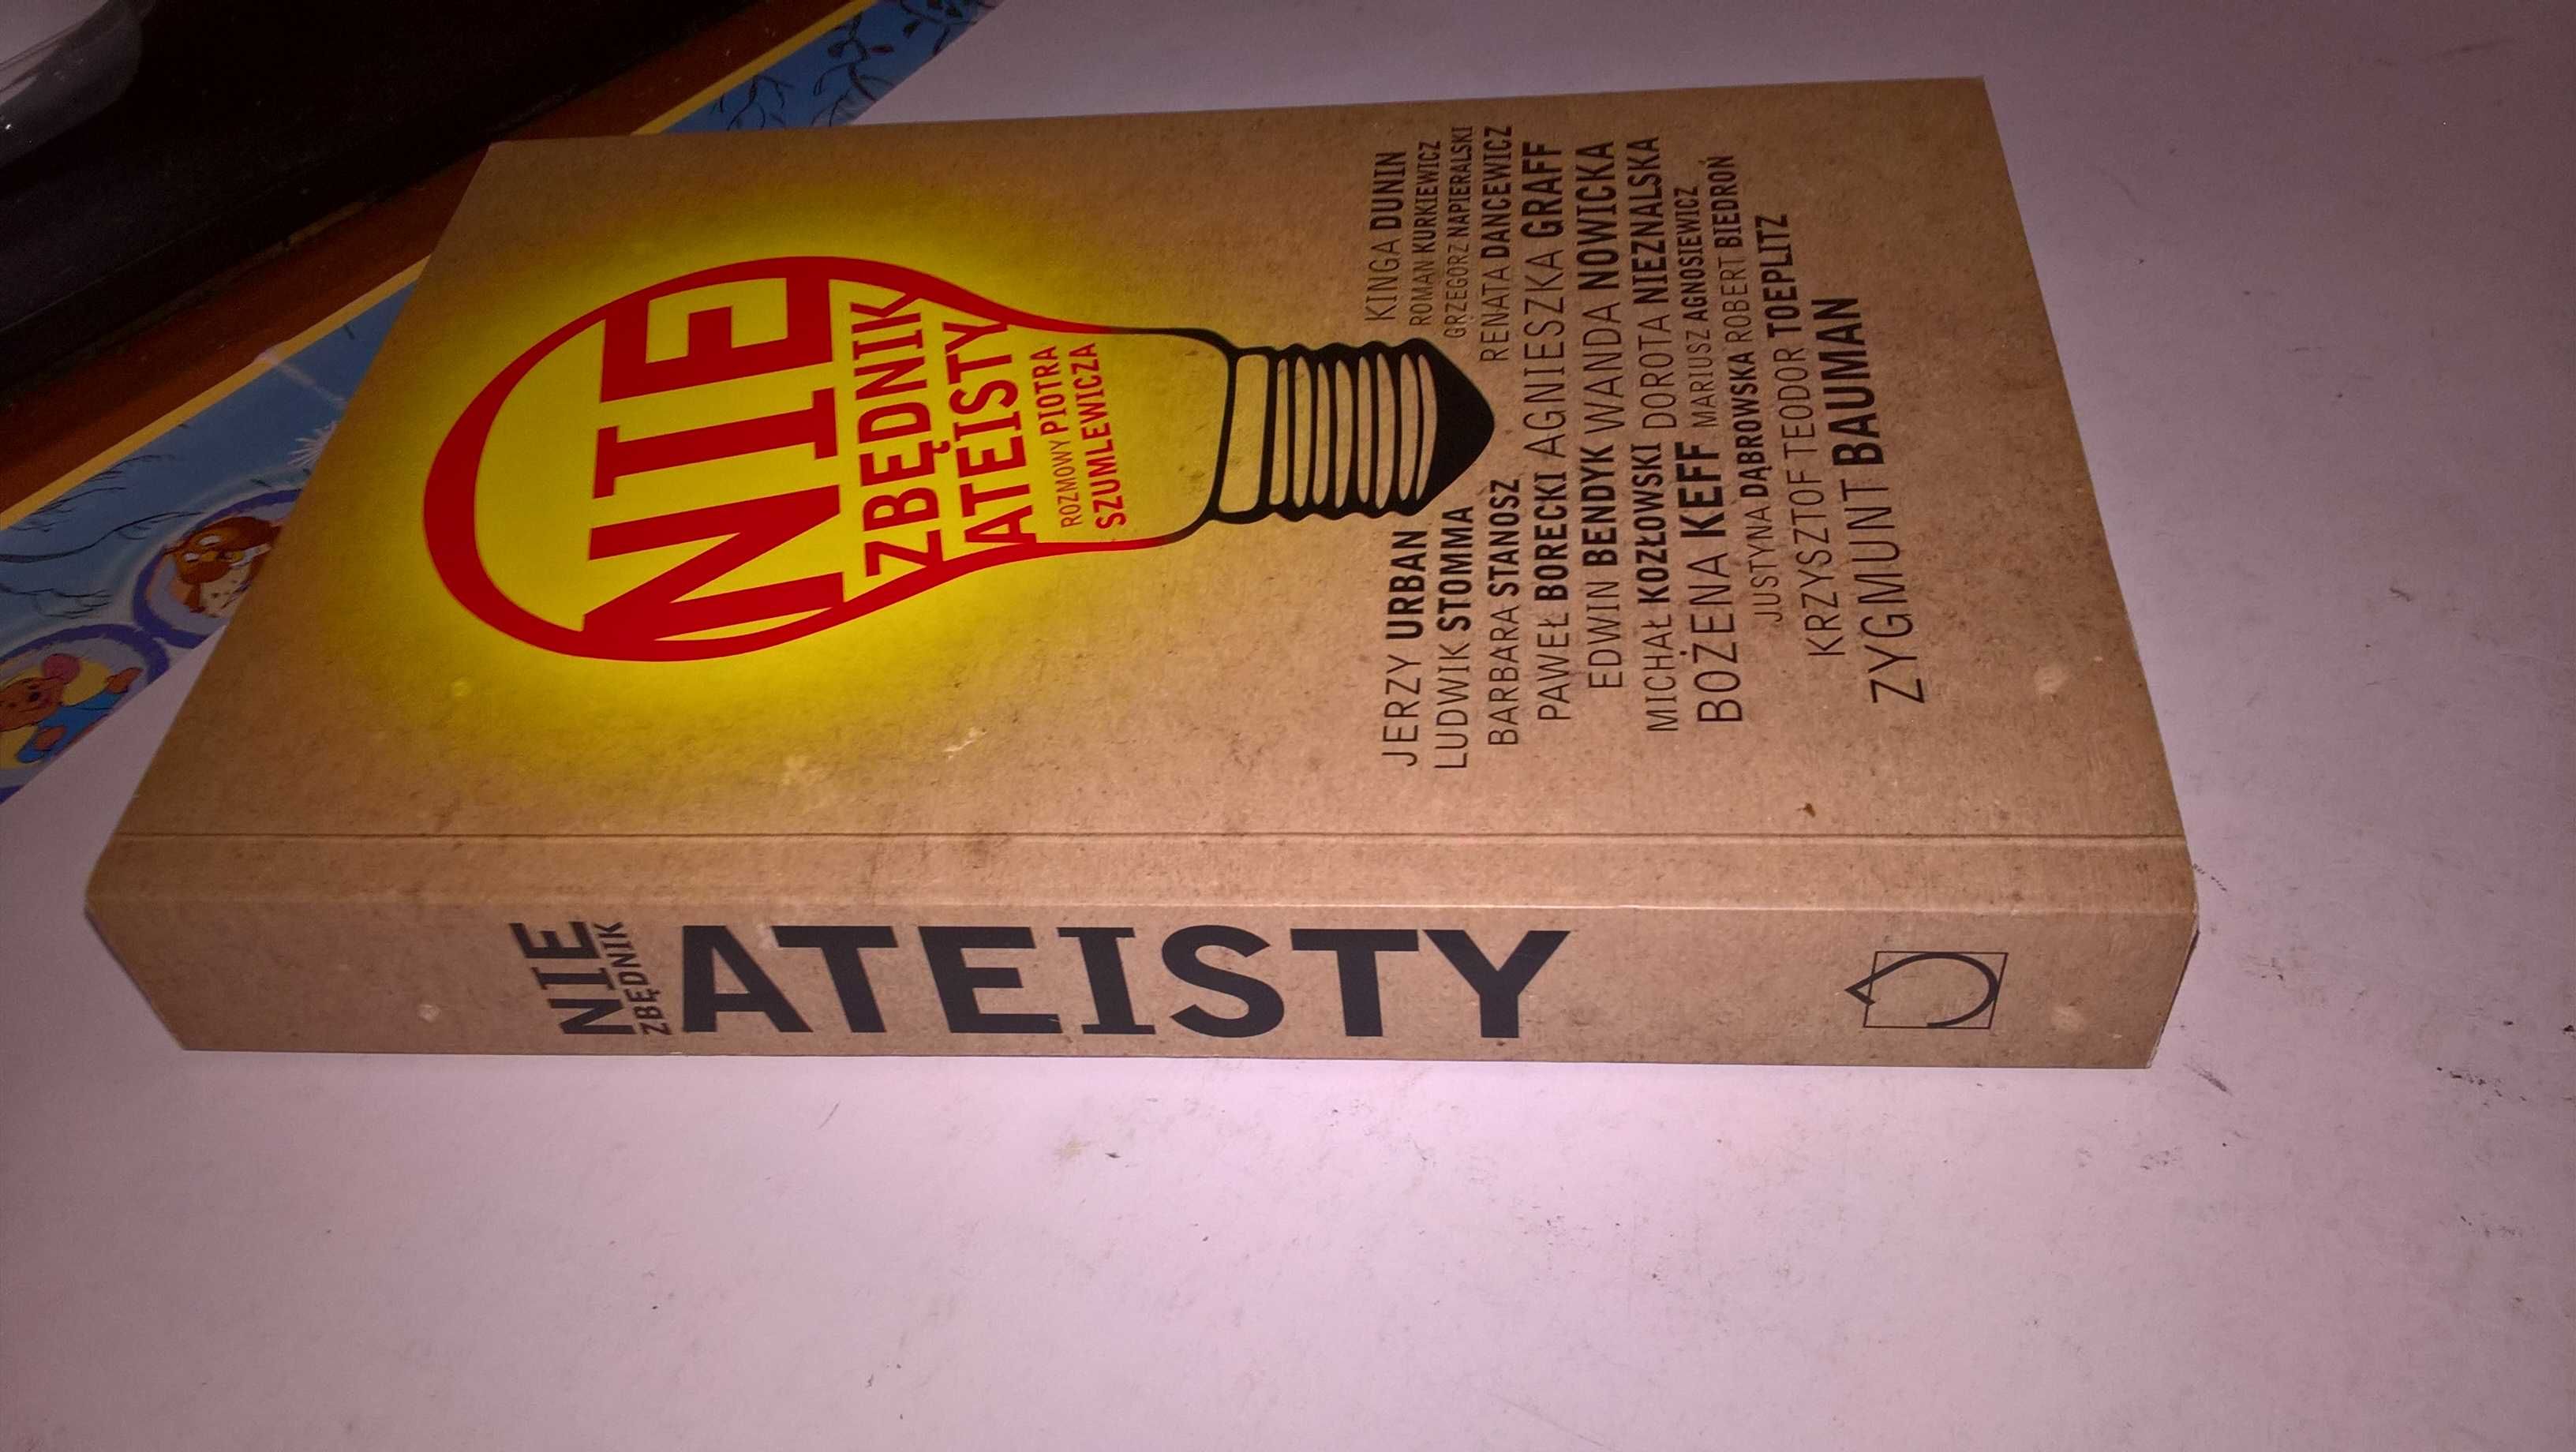 NIE
ZBĘDNIK
ATEISTY
ROZMOWY PIOTRA
SZUMLEWICZA
JERZY URBAN KINGA DUNIN
LUDWIK STOMMA ROMAN KURKIEWICZ
GRZEGORZ NAPIERALSKI
BARBARA STANOSZ RENATA DANCEWICZ
PAWEŁ BORECKI AGNIESZKA GRAFF
EDWIN BENDYK WANDA NOWICKA
MICHAŁ KOZŁOWSKI DOROTA NIEZNALSKA
BOŻENA KEFF MARIUSZ AGNOSIEWICZ
JUSTYNA DĄBROWSKA ROBERT BIEDROŃ
KRZYSZTOF TEODOR TOEPLITZ
ZYGMUNT BAUMAN
NIE
ZBĘDNIK
ATEISTY